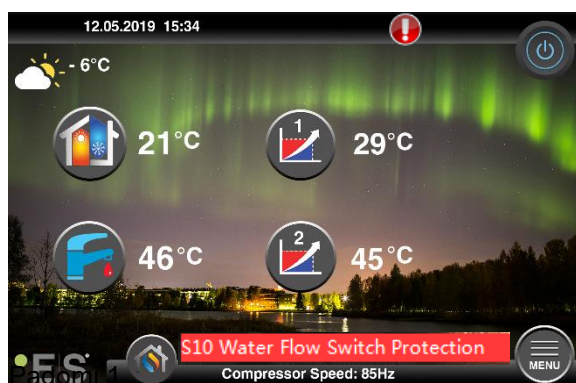 12.05.2019 15:34
- 6°C
21°C
1
29°C
46°C
2
45°C
S10 Water Flow Switch Protection
MENU
Compressor Speed: 85Hz